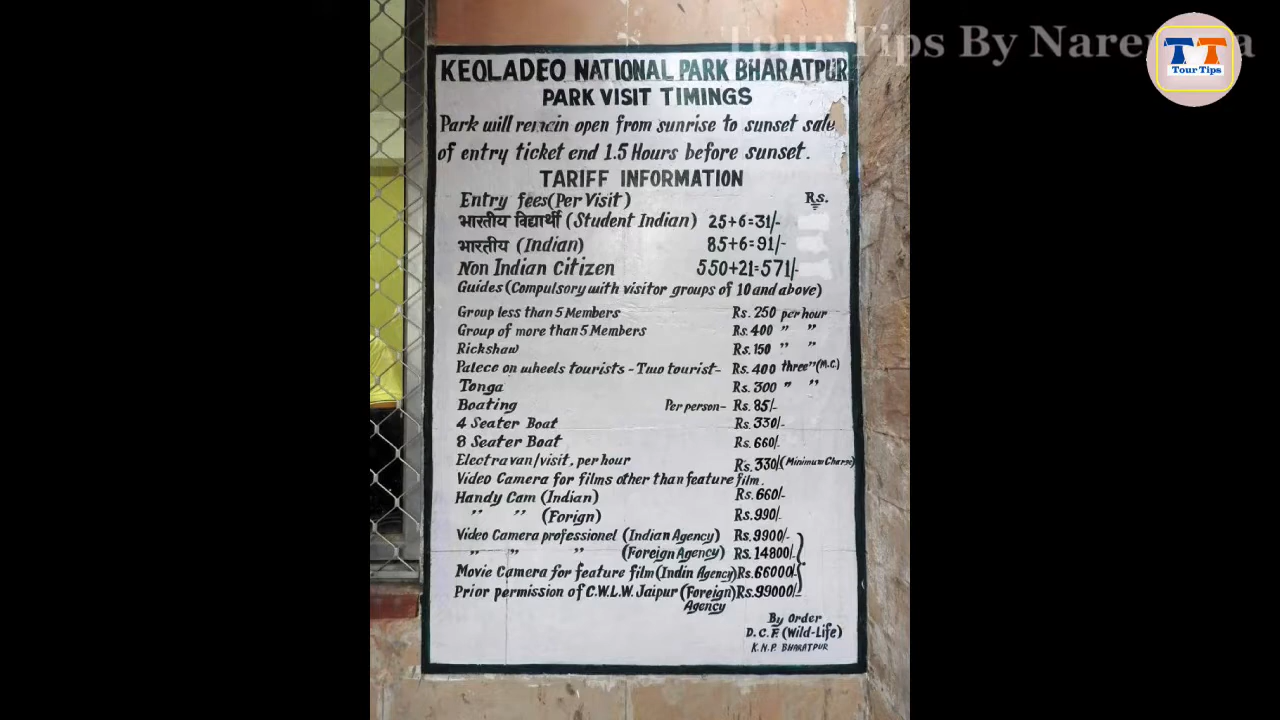 Tour Tips By Narendra
TT
Tour Tips
KEOLADEO NATIONAL PARK BHARATPUR
PARK VISIT TIMINGS
Park will remain open from sunrise to sunset sale
of entry ticket end 1.5 Hours before sunset.
TARIFF INFORMATION
Entry fees(Per Visit) Rs.
भारतीय विद्यार्थी (Student Indian) 25+6=31/-
भारतीय (Indian) 85+6=91/-
Non Indian Citizen 550+21=571/-
Guides (Compulsory with visitor groups of 10 and above)
Group less than 5 Members Rs. 250 per hour
Group of more than 5 Members Rs. 400 " "
Rickshaw Rs. 150 " "
Palece on wheels tourists - Two tourist- Rs. 400 three " (M.C.)
Tonga Rs. 300 " "
Boating Per person- Rs. 85/-
4 Seater Boat Rs. 330/-
8 Seater Boat Rs. 660/-
Electravan/visit, per hour Rs. 330/(Minimum Charge)
Video Camera for films other than feature film.
Handy Cam (Indian) Rs. 660/-
" " (Forign) Rs. 990/-
Video Camera professionel (Indian Agency) Rs. 9900/-
" " " (Foreign Agency) Rs. 14800/-
Movie Camera for feature film (Indin Agency) Rs. 66000/-
Prior permission of C.W.L.W. Jaipur (Foreign) Rs. 99000/-
Agency
By Order
D.C.F. (Wild-Life)
K.N.P. BHARATPUR